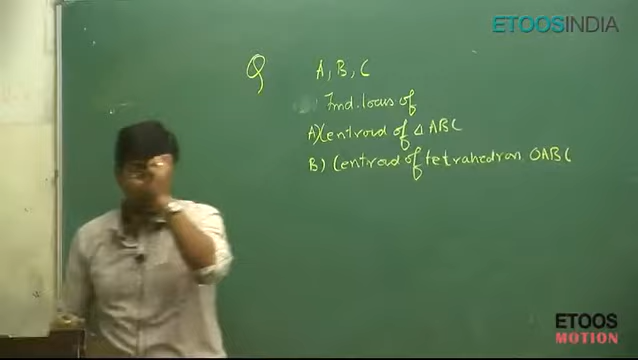 ETOOSINDIA
Q A, B, C
Find locus of
A) Centroid of Δ ABC
B) Centroid of tetrahedron OABC
ETOOS
MOTION